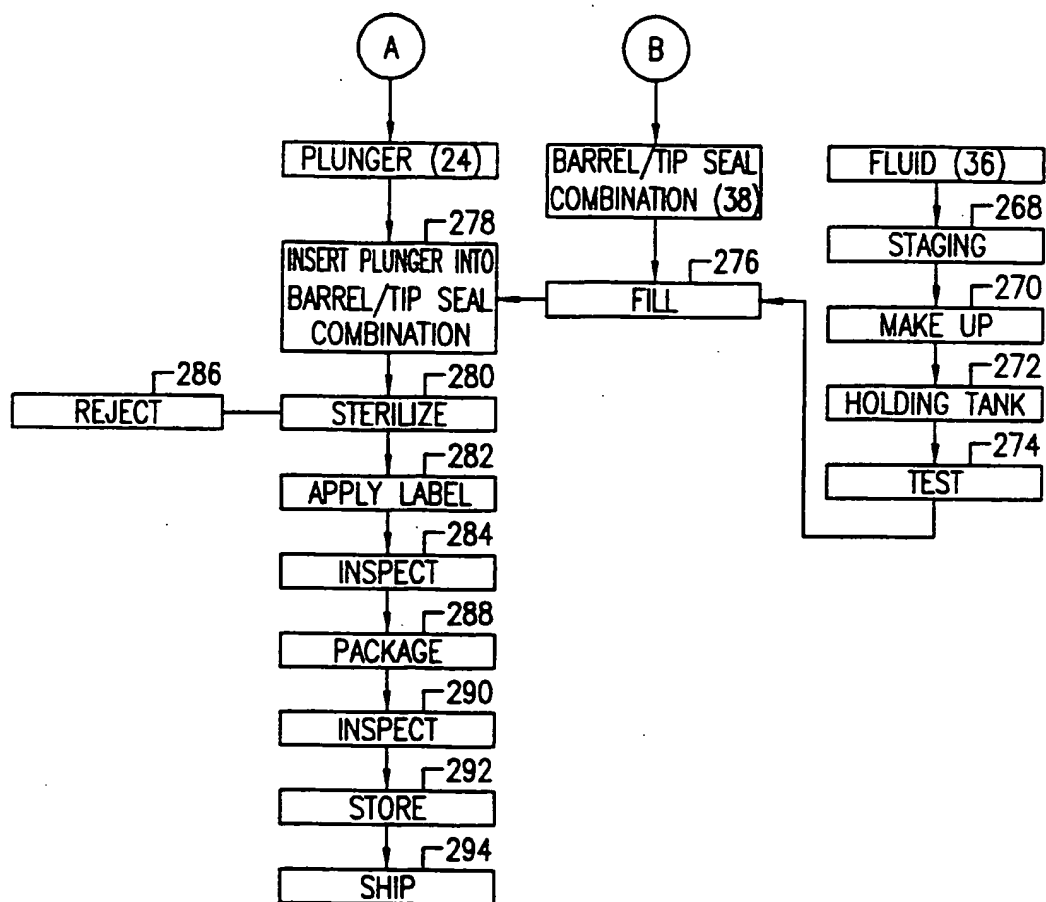 A
B
PLUNGER (24)
BARREL/TIP SEAL
COMBINATION (38)
FLUID (36)
268
STAGING
278
INSERT PLUNGER INTO
BARREL/TIP SEAL
COMBINATION
276
FILL
270
MAKE UP
272
HOLDING TANK
286
REJECT
280
STERILIZE
274
TEST
282
APPLY LABEL
284
INSPECT
288
PACKAGE
290
INSPECT
292
STORE
294
SHIP